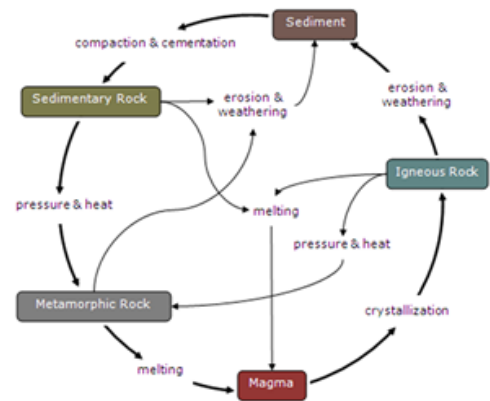 Sediment
compaction & cementation
erosion &
weathering
Sedimentary Rock
erosion &
weathering
Igneous Rock
pressure & heat
melting
pressure & heat
Metamorphic Rock
crystallization
melting
Magma